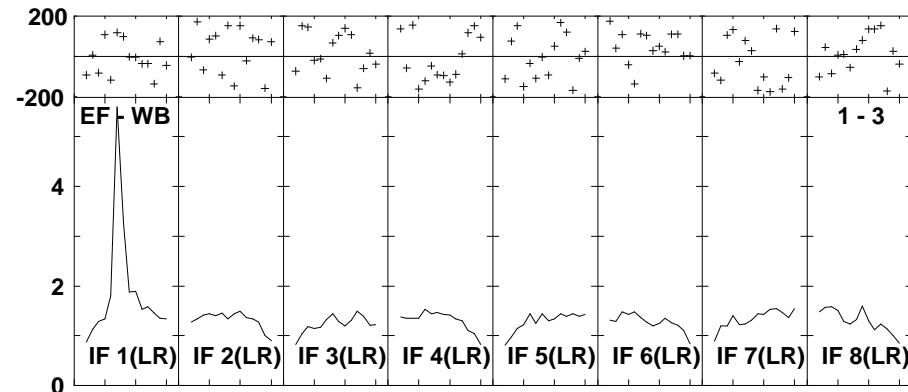 200
-200
EF - WB 1 - 3
4
2
IF 1(LR) IF 2(LR) IF 3(LR) IF 4(LR) IF 5(LR) IF 6(LR) IF 7(LR) IF 8(LR)
0